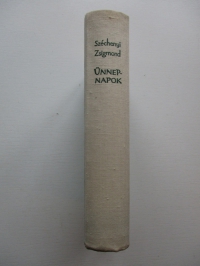 Széchenyi
Zsigmond
ÜNNEP-
NAPOK